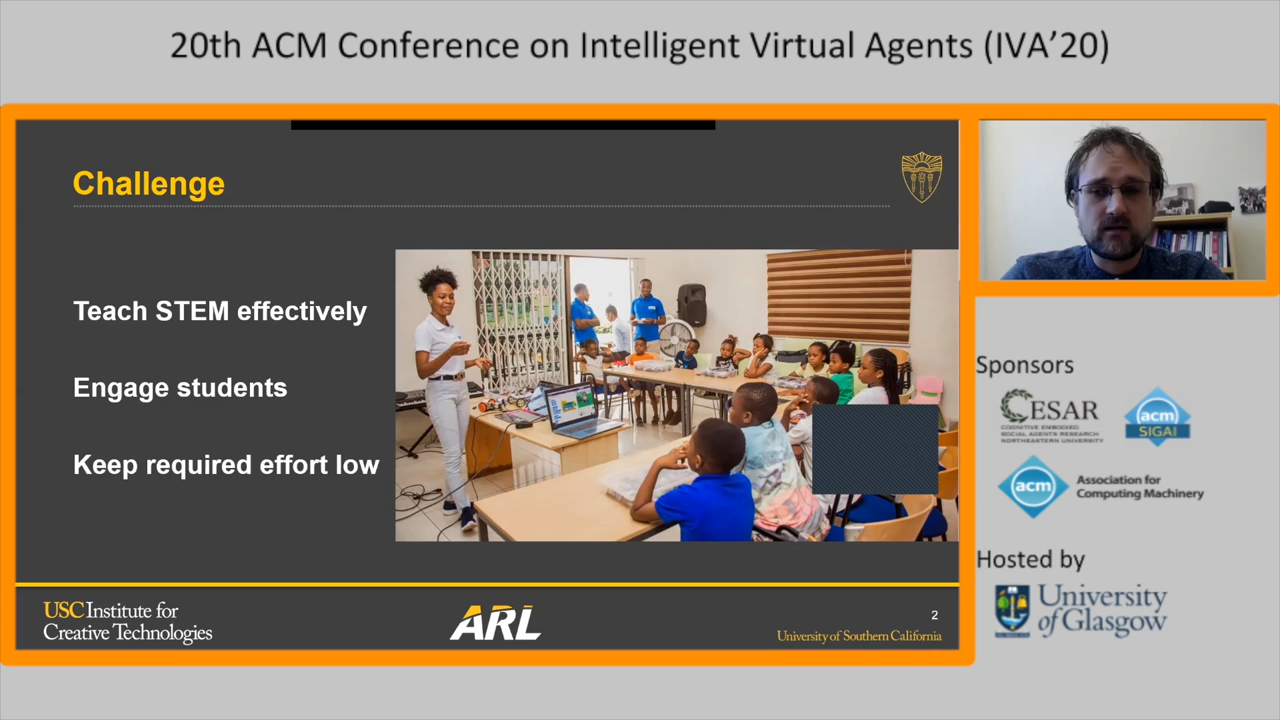 20th ACM Conference on Intelligent Virtual Agents (IVA’20)
Challenge
Teach STEM effectively
Engage students
Keep required effort low
USC Institute for
Creative Technologies
ARL
2
University of Southern California
Sponsors
CESAR
COGNITIVE EMBODIED
SOCIAL AGENTS RESEARCH
NORTHEASTERN UNIVERSITY
acm
SIGAI
acm
Association for
Computing Machinery
Hosted by
University
of Glasgow